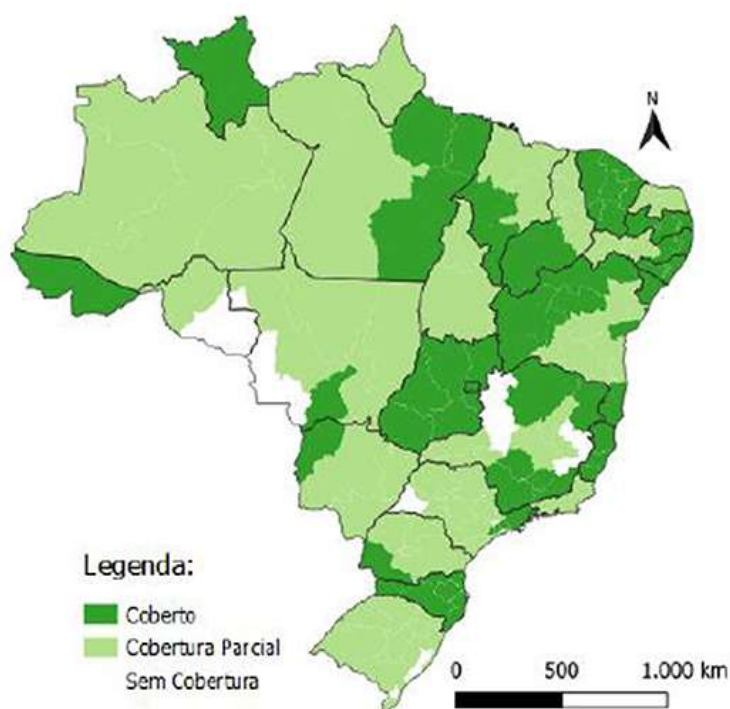 N
Legenda:
Coberto
Cobertura Parcial
Sem Cobertura
0 500 1.000 km